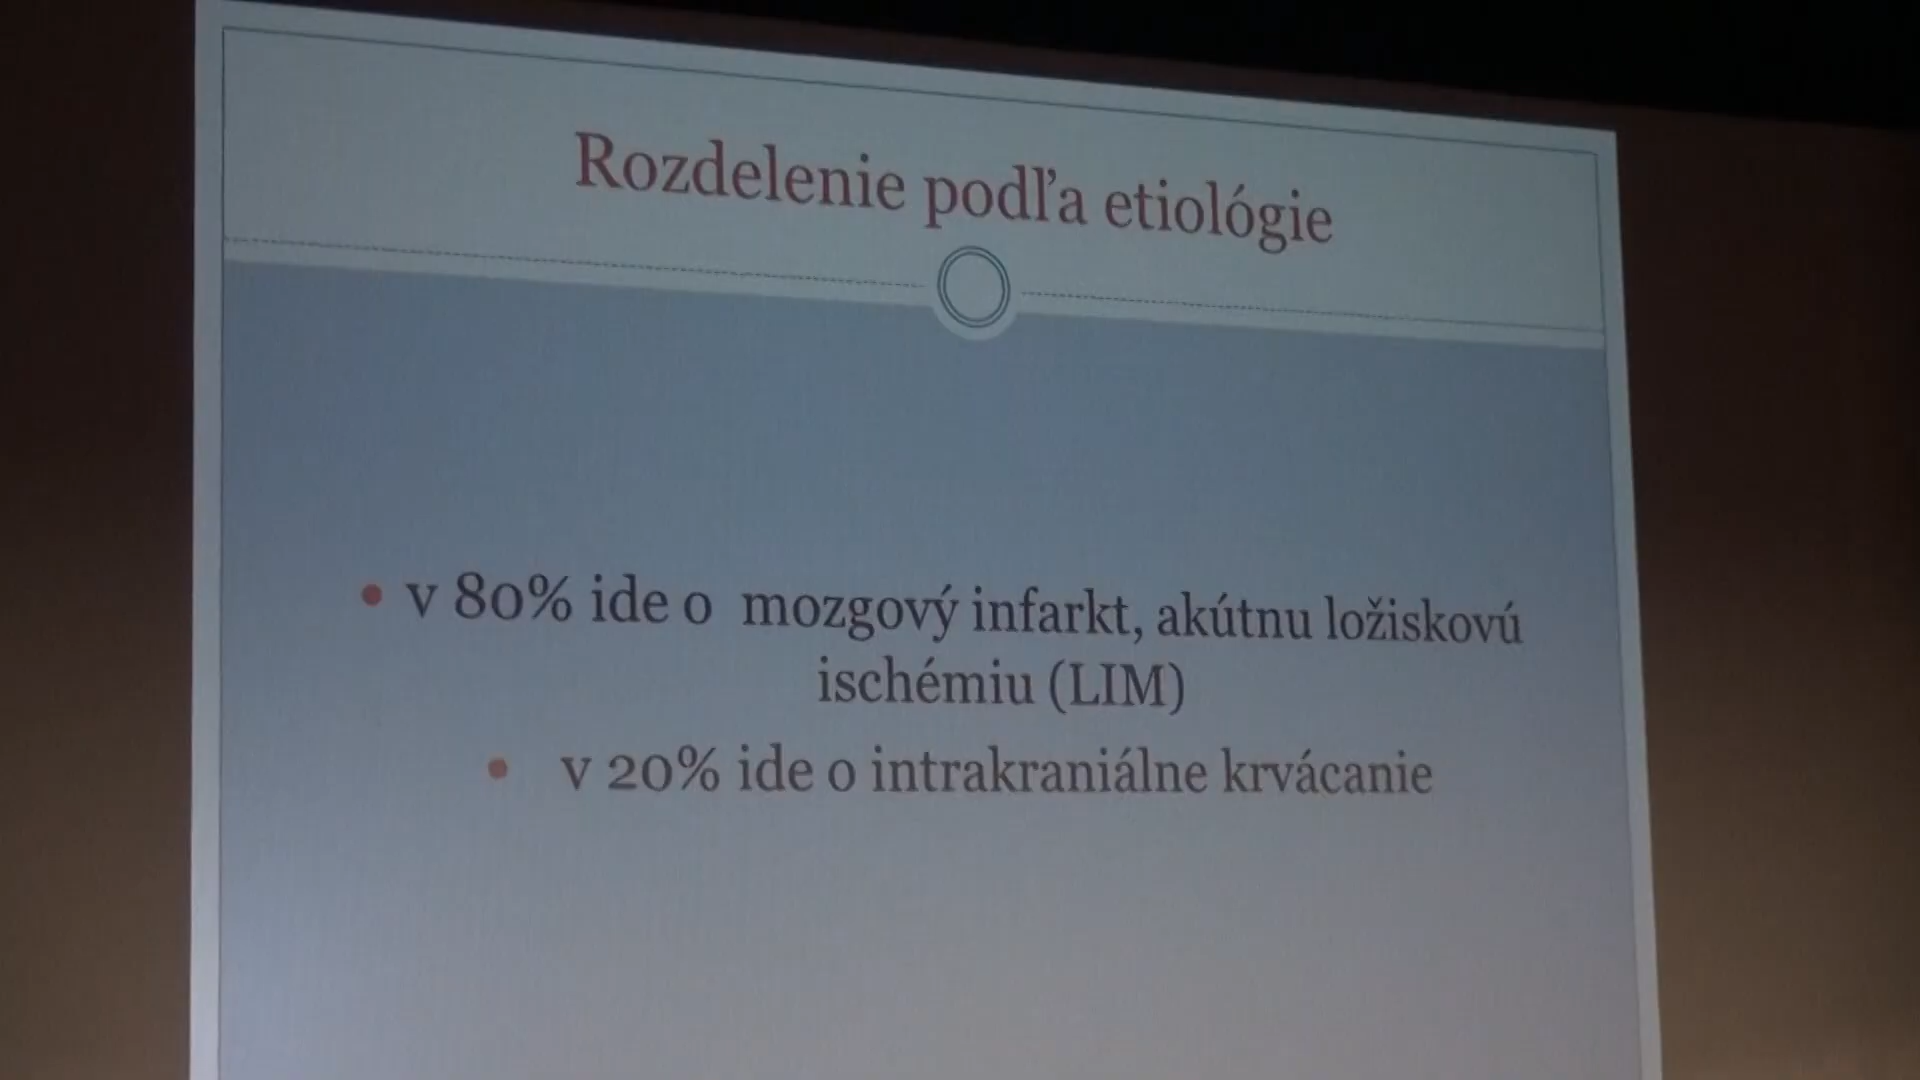 Rozdelenie podľa etiológie
• v 80% ide o mozgový infarkt, akútnu ložiskovú
ischémiu (LIM)
• v 20% ide o intrakraniálne krvácanie